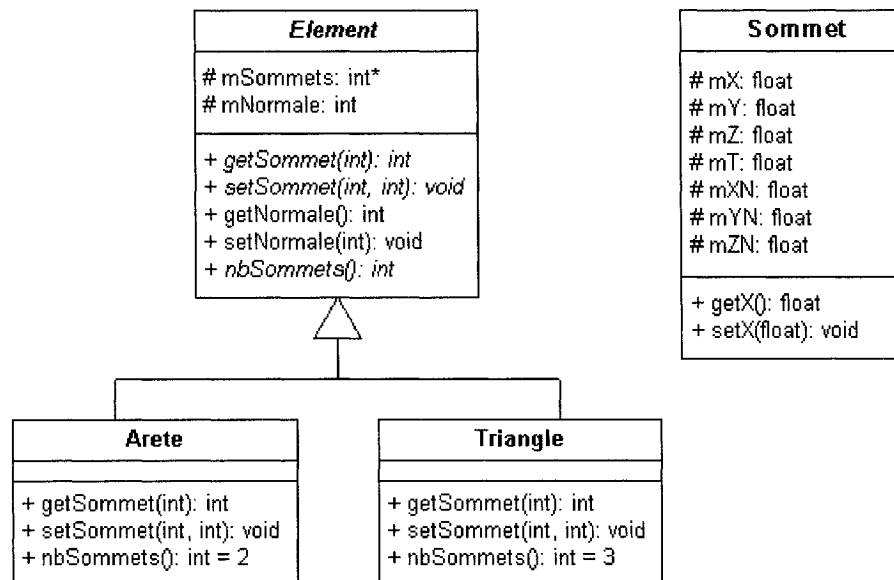 Element
# mSommets: int*
# mNormale: int
+ getSommet(int): int
+ setSommet(int, int): void
+ getNormale(): int
+ setNormale(int): void
+ nbSommets(): int
Sommet
# mX: float
# mY: float
# mZ: float
# mT: float
# mXN: float
# mYN: float
# mZN: float
+ getX(): float
+ setX(float): void
Arete
+ getSommet(int): int
+ setSommet(int, int): void
+ nbSommets(): int = 2
Triangle
+ getSommet(int): int
+ setSommet(int, int): void
+ nbSommets(): int = 3